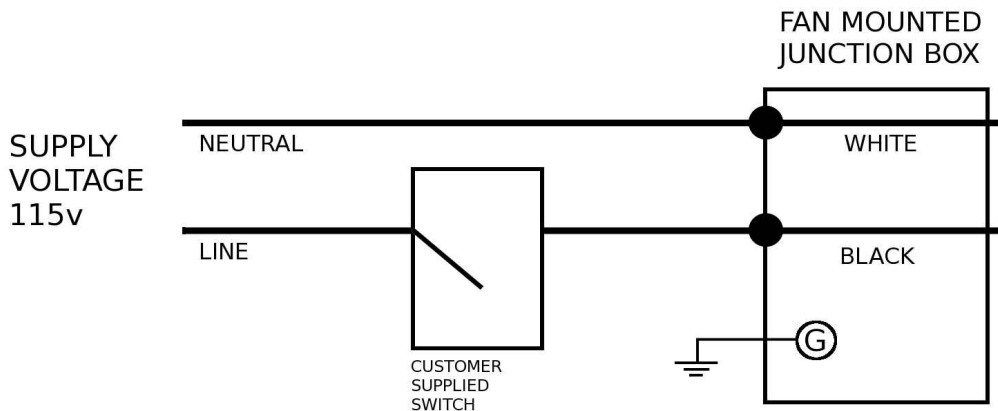 FAN MOUNTED
JUNCTION BOX
SUPPLY
VOLTAGE
115v
NEUTRAL
WHITE
LINE
BLACK
G
CUSTOMER
SUPPLIED
SWITCH